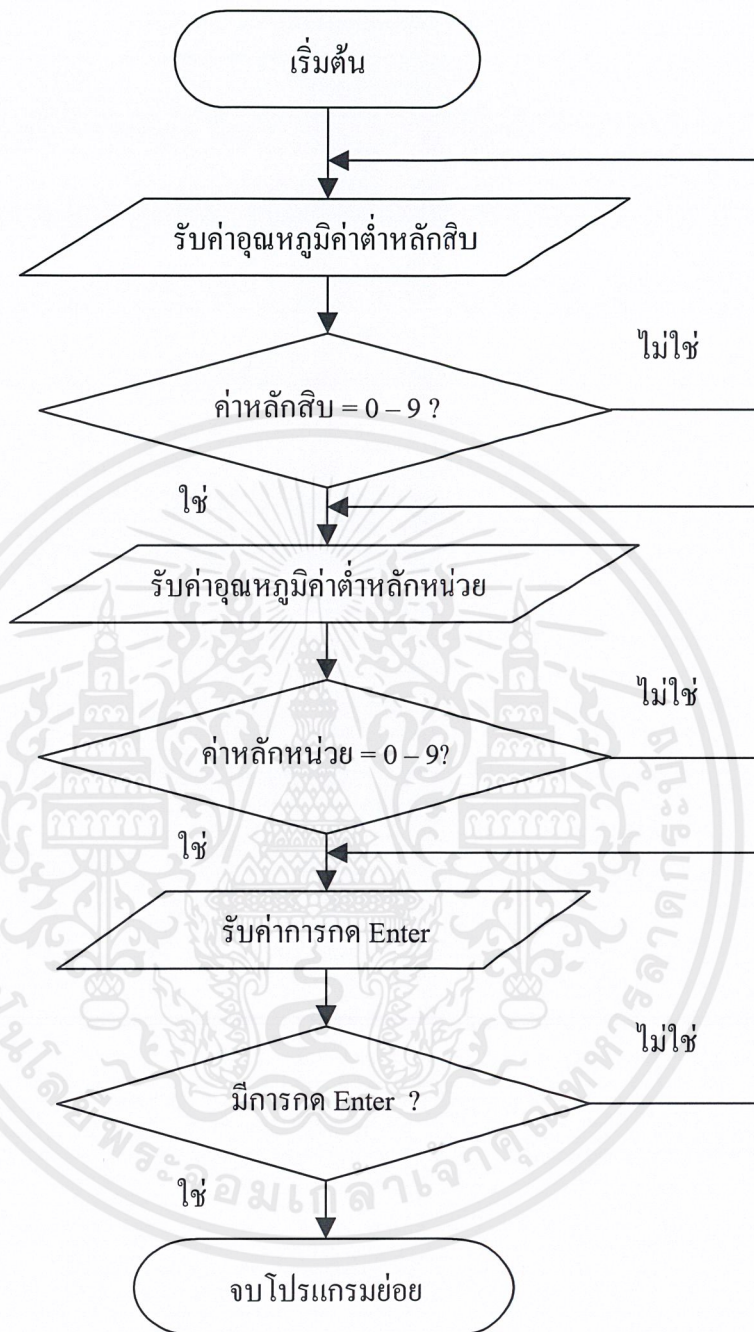 เริ่มต้น
รับค่าอุณหภูมิค่าต่ำหลักสิบ
ไม่ใช่
ค่าหลักสิบ = 0 – 9 ?
ใช่
รับค่าอุณหภูมิค่าต่ำหลักหน่วย
ไม่ใช่
ค่าหลักหน่วย = 0 – 9?
ใช่
รับค่าการกด Enter
ไม่ใช่
มีการกด Enter ?
ใช่
จบโปรแกรมย่อย